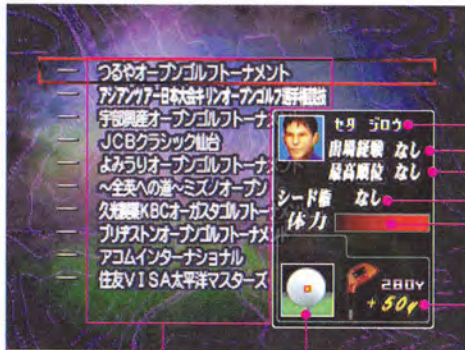 つるやオープンゴルフトーナメント
アジアンツアー日本大会キリンオープンゴルフ選手権競技
宇部興産オープンゴルフトーナ
JCBクラシック仙台
よみうりオープンゴルフトーナメン
～全英への道～ミズノオープン
久光製薬KBCオーガスタゴルフトー
ブリヂストンオープンゴルフトーナメン
アコムインターナショナル
住友VISA太平洋マスターズ
セタ ジロウ
出場経験 なし
最高順位 なし
シード権 なし
体力
280Y
+50y